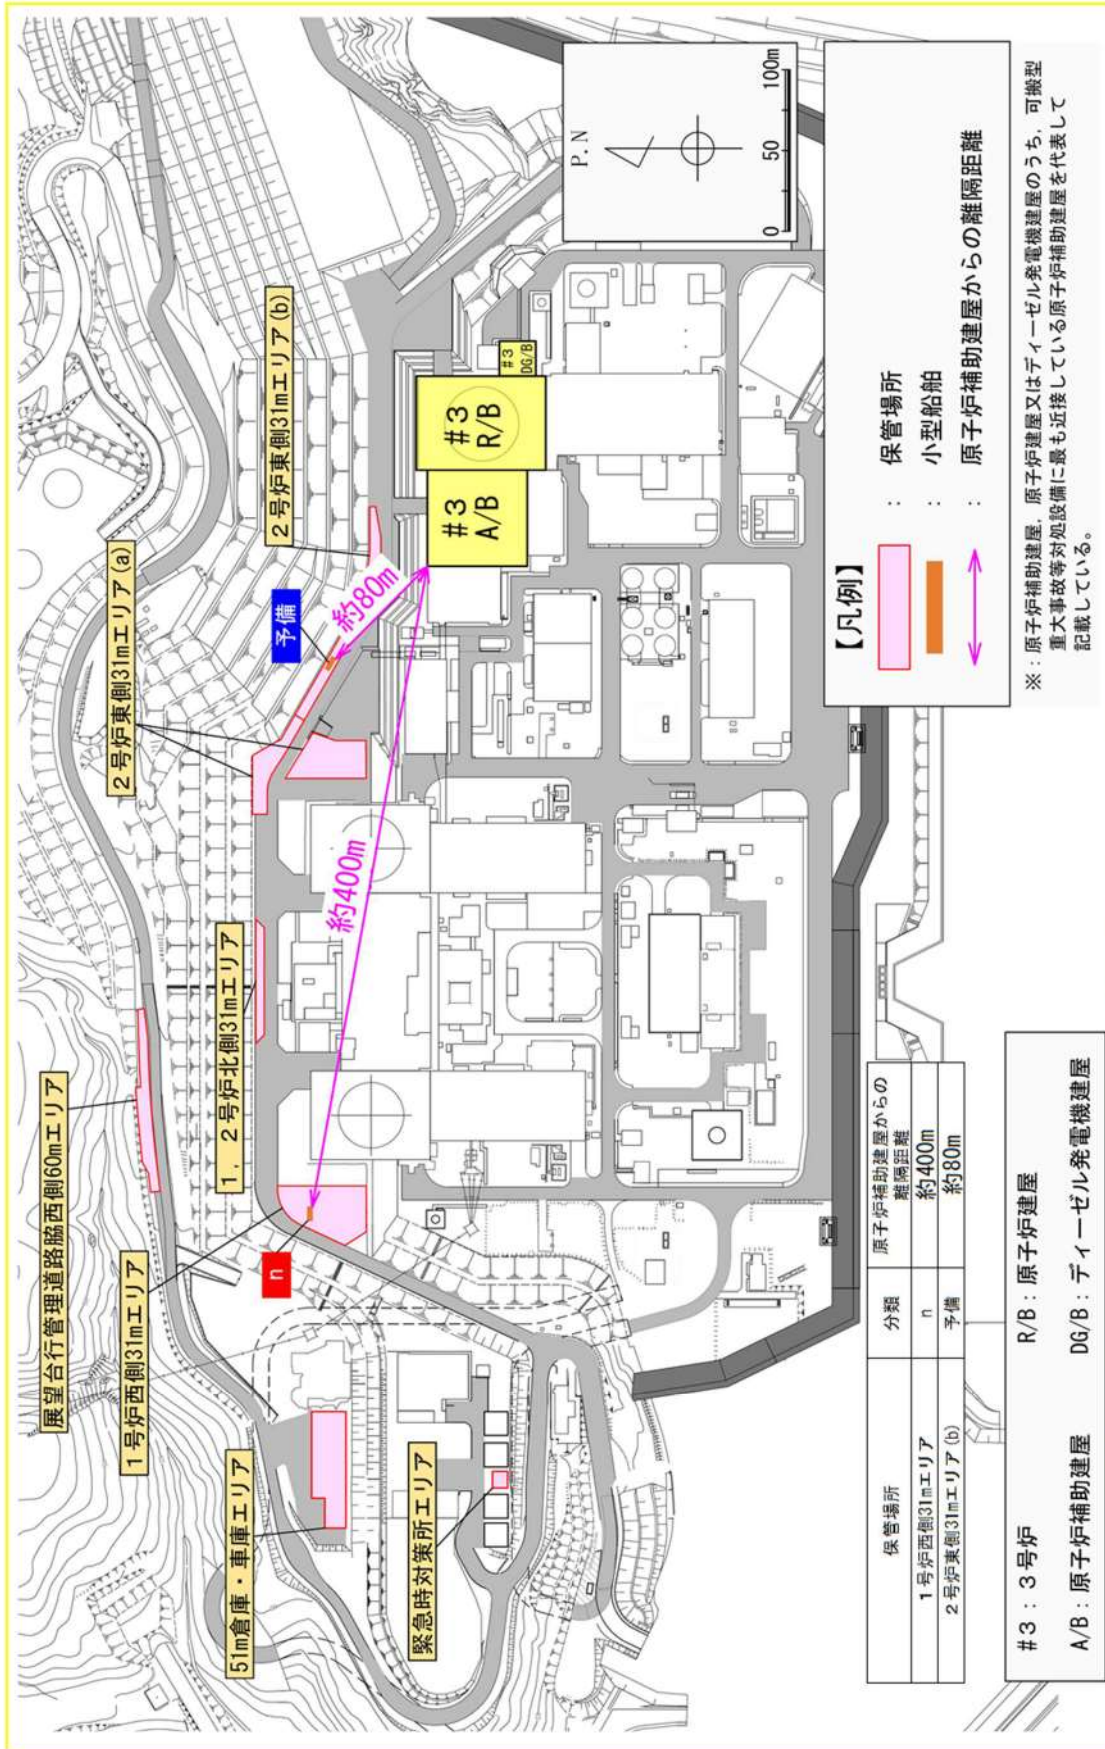 展望台行管理道路脇西側60mエリア
1号炉西側31mエリア
51m倉庫・車庫エリア
緊急時対策所エリア
1，2号炉北側31mエリア
2号炉東側31mエリア(a)
2号炉東側31mエリア(b)
n
予備
約400m
約80m
#3
A/B
#3
R/B
#3
DG/B
P.N
0 50 100m
【凡例】
： 保管場所
： 小型船舶
： 原子炉補助建屋からの離隔距離
※：原子炉補助建屋，原子炉建屋又はディーゼル発電機建屋のうち，可搬型
重大事故等対処設備に最も近接している原子炉補助建屋を代表して
記載している。
保管場所 分類 原子炉補助建屋からの
離隔距離
1号炉西側31mエリア n 約400m
2号炉東側31mエリア(b) 予備 約80m
#3：3号炉 R/B：原子炉建屋
A/B：原子炉補助建屋 DG/B：ディーゼル発電機建屋